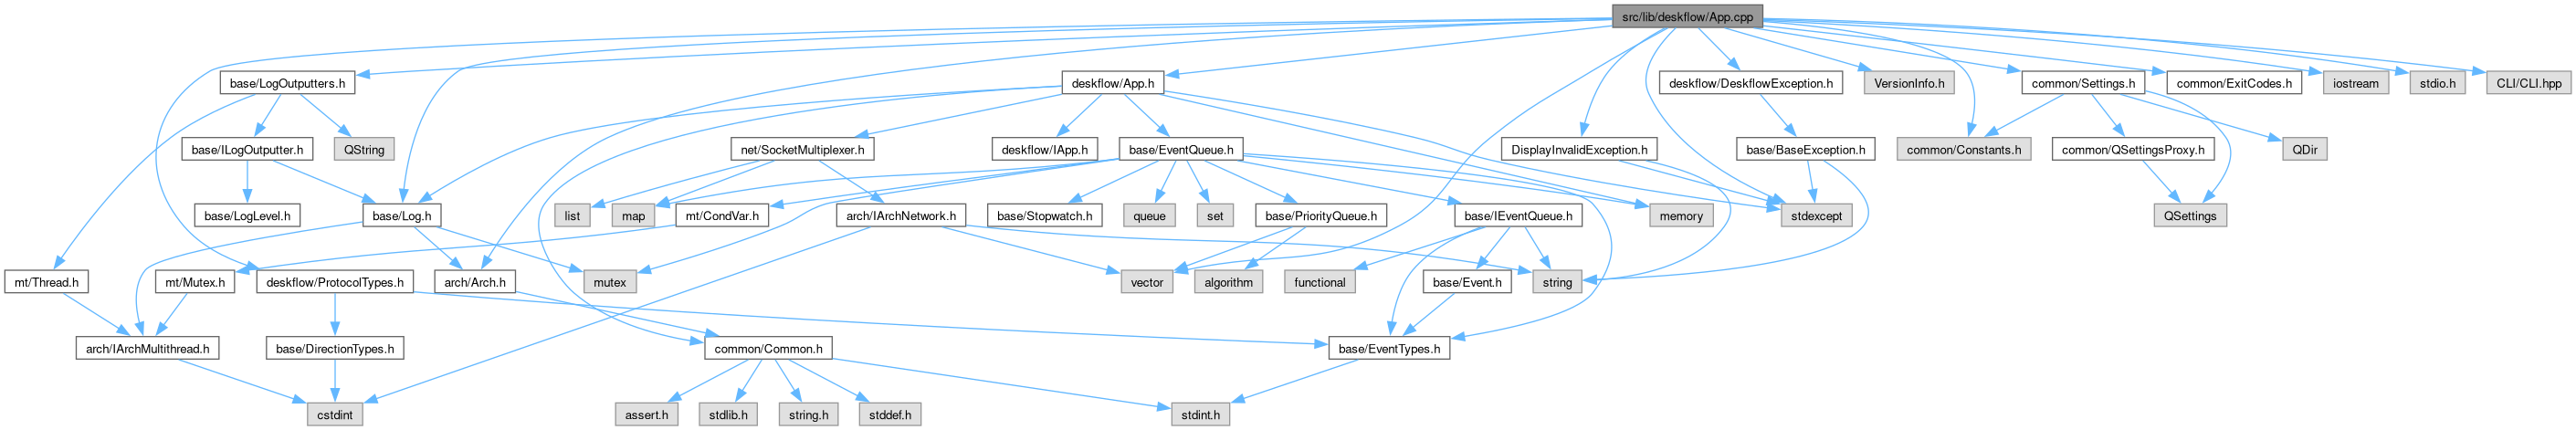 src/lib/deskflow/App.cpp
base/LogOutputters.h
deskflow/App.h
deskflow/DeskflowException.h
VersionInfo.h
common/Settings.h
common/ExitCodes.h
iostream
stdio.h
CLI/CLI.hpp
base/ILogOutputter.h
QString
net/SocketMultiplexer.h
deskflow/IApp.h
base/EventQueue.h
DisplayInvalidException.h
base/BaseException.h
common/Constants.h
common/QSettingsProxy.h
QDir
base/LogLevel.h
base/Log.h
list
map
mt/CondVar.h
arch/IArchNetwork.h
base/Stopwatch.h
queue
set
base/PriorityQueue.h
base/IEventQueue.h
memory
stdexcept
QSettings
mt/Thread.h
mt/Mutex.h
deskflow/ProtocolTypes.h
arch/Arch.h
mutex
vector
algorithm
functional
base/Event.h
string
arch/IArchMultithread.h
base/DirectionTypes.h
common/Common.h
base/EventTypes.h
cstdint
assert.h
stdlib.h
string.h
stddef.h
stdint.h